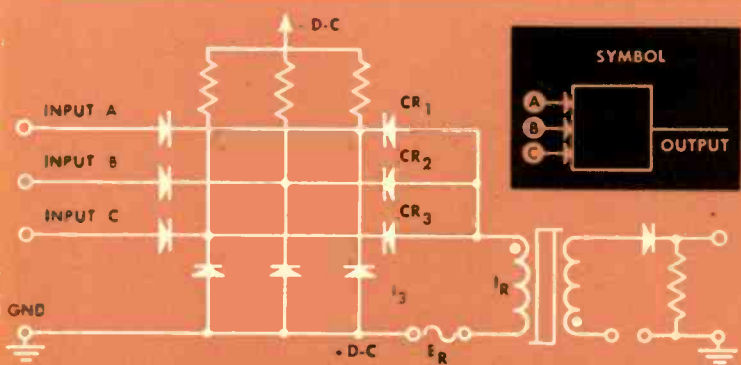 - D-C
SYMBOL
INPUT A
CR1
A
INPUT B
CR2
B
OUTPUT
C
INPUT C
CR3
I3
IR
GND
+ D-C
ER